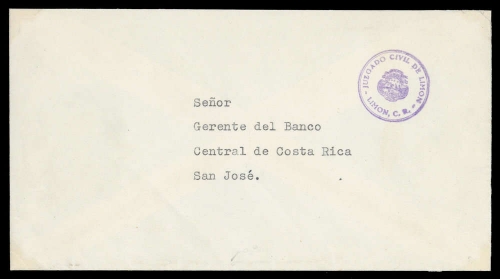 JUZGADO CIVIL DE LIMON
- LIMON, C. R. -
Señor
Gerente del Banco
Central de Costa Rica
San José.